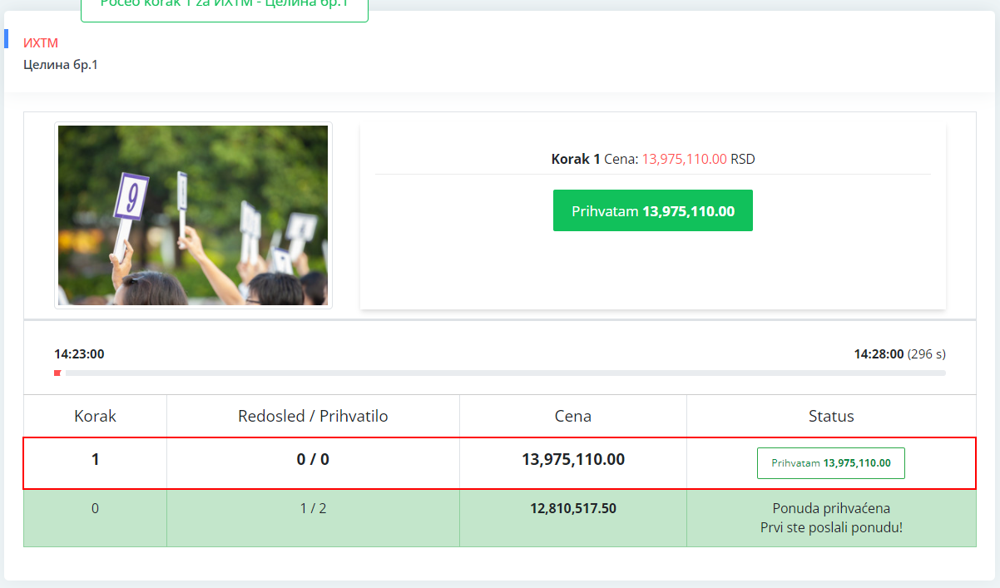 Počeo korak 1 za ИХТМ - Целина бр.1
ИХТМ
Целина бр.1
9
Korak 1 Cena: 13,975,110.00 RSD
Prihvatam 13,975,110.00
14:23:00 14:28:00 (296 s)
Korak Redosled / Prihvatilo Cena Status
1 0 / 0 13,975,110.00 Prihvatam 13,975,110.00
0 1 / 2 12,810,517.50 Ponuda prihvaćena
Prvi ste poslali ponudu!